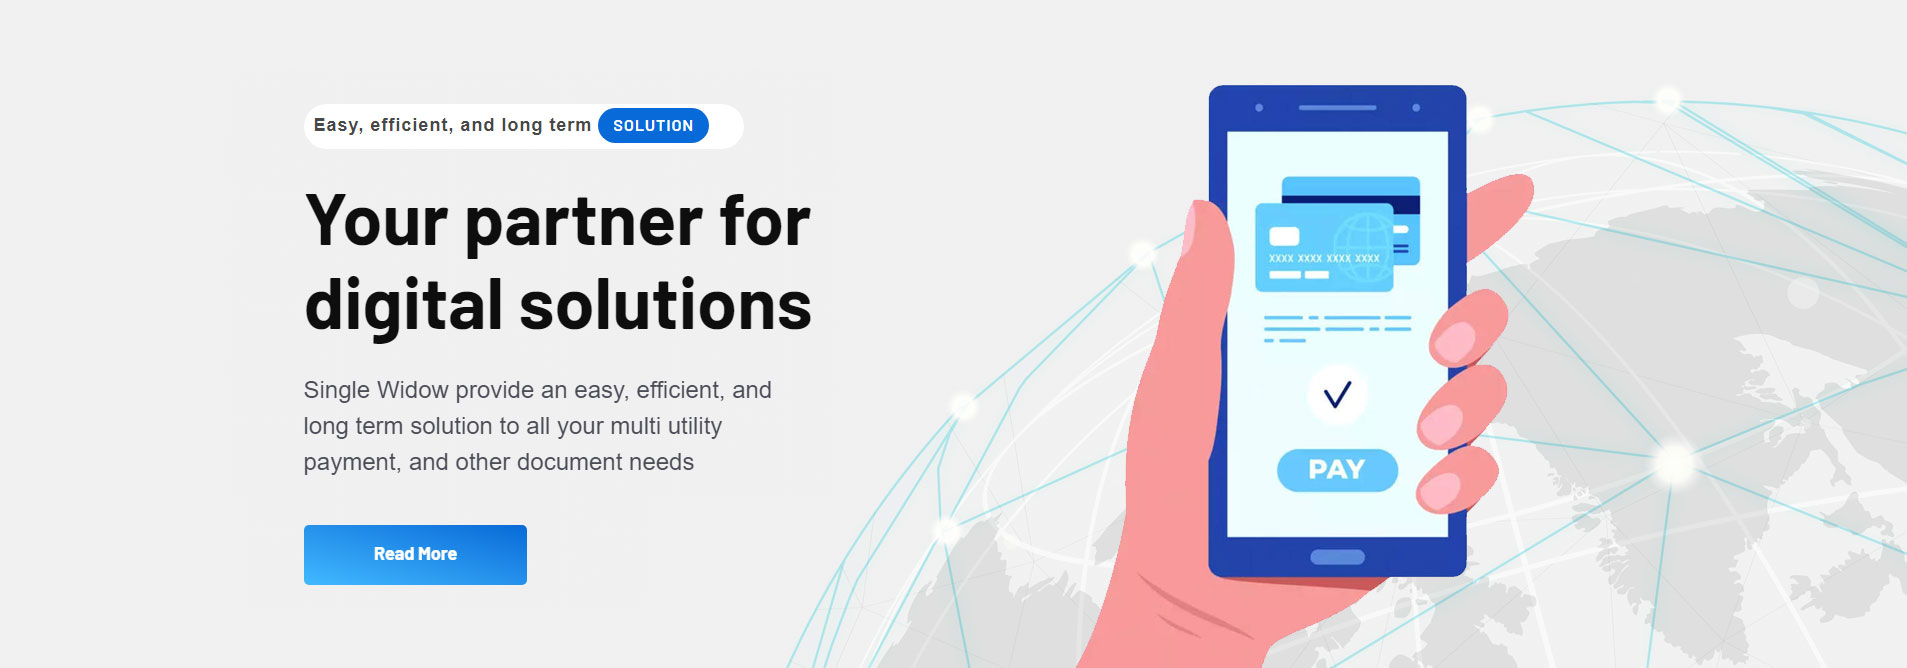 Easy, efficient, and long term SOLUTION
Your partner for
digital solutions
Single Widow provide an easy, efficient, and
long term solution to all your multi utility
payment, and other document needs
Read More
XXXX XXXX XXXX XXXX
PAY